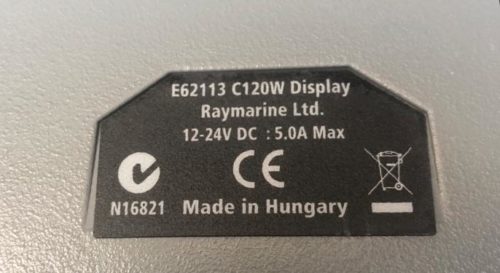 E62113 C120W Display
Raymarine Ltd.
12-24V DC : 5.0A Max
CE
N16821 Made in Hungary